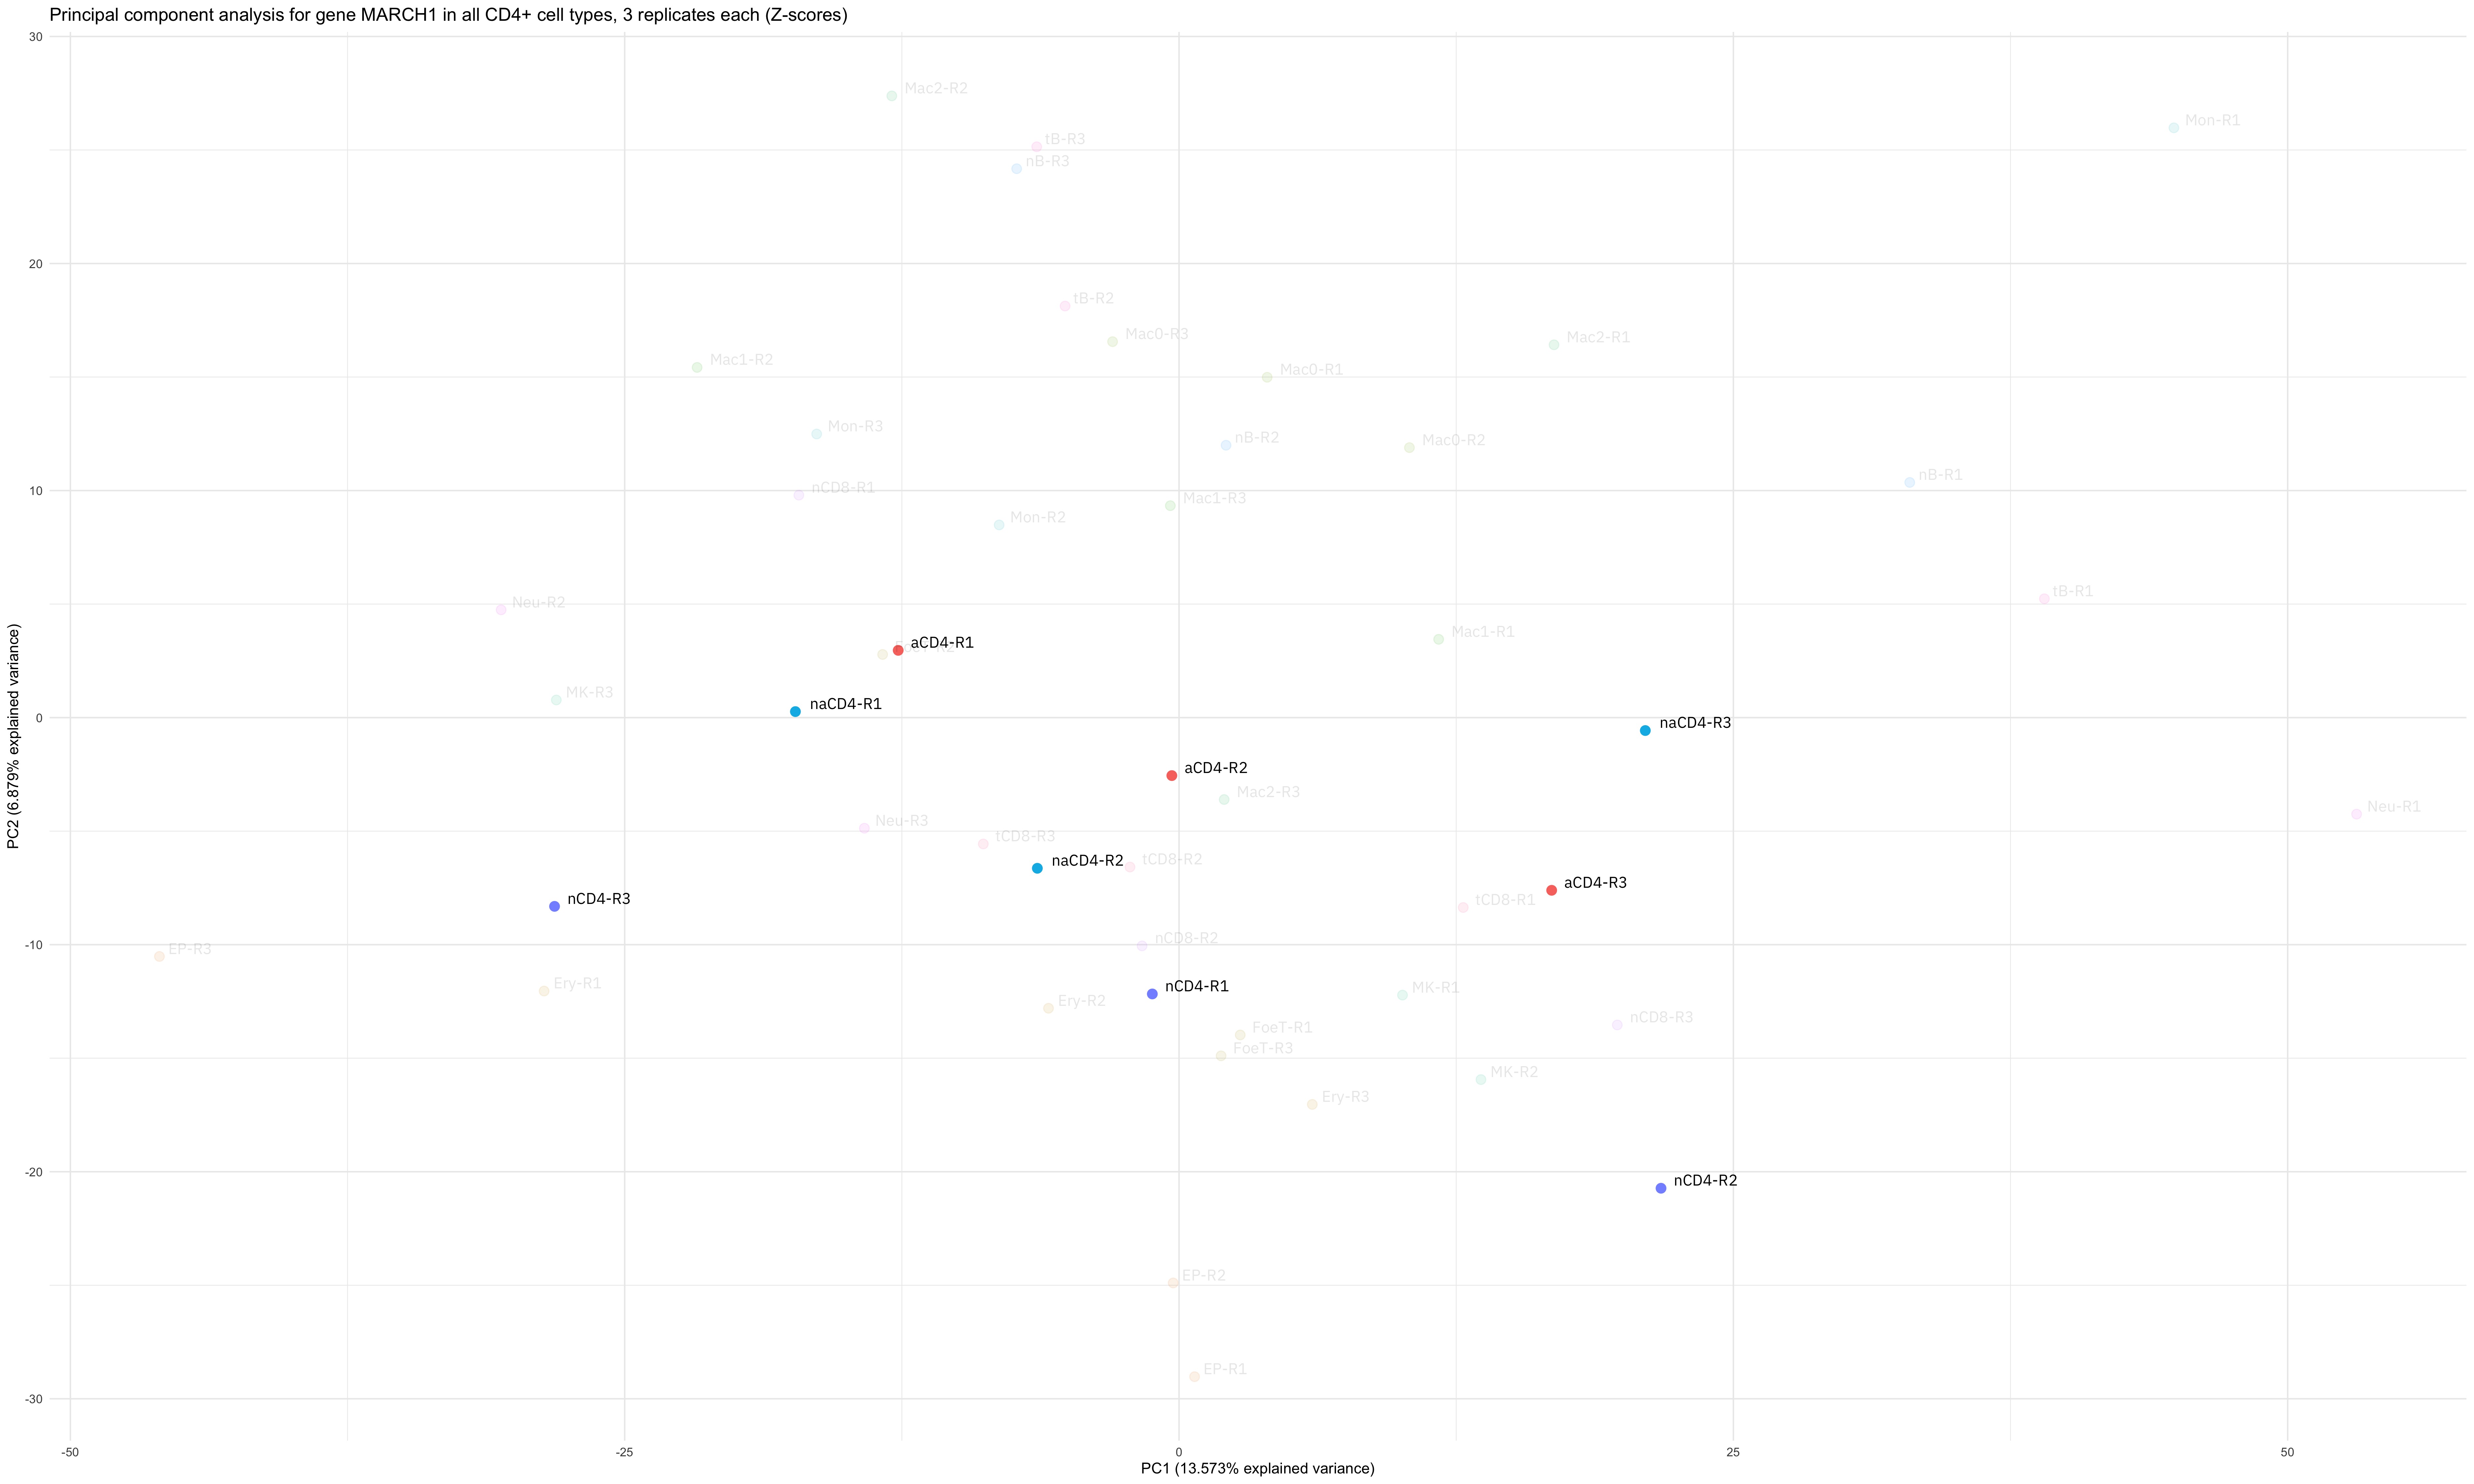 Principal component analysis for gene MARCH1 in all CD4+ cell types, 3 replicates each (Z-scores)
30
Mac2-R2
Mon-R1
tB-R3
nB-R3
20
tB-R2
Mac0-R3
Mac2-R1
Mac1-R2
Mac0-R1
Mon-R3
nB-R2
Mac0-R2
nB-R1
10
nCD8-R1
Mac1-R3
Mon-R2
tB-R1
Neu-R2
Mac1-R1
aCD4-R1
MK-R3
naCD4-R1
0
naCD4-R3
aCD4-R2
Mac2-R3
Neu-R1
Neu-R3
tCD8-R3
naCD4-R2
tCD8-R2
aCD4-R3
nCD4-R3
tCD8-R1
-10
EP-R3
nCD8-R2
Ery-R1
nCD4-R1
MK-R1
Ery-R2
nCD8-R3
FoeT-R1
FoeT-R3
MK-R2
Ery-R3
-20
nCD4-R2
EP-R2
EP-R1
-30
-50
-25
0
25
50
PC1 (13.573% explained variance)
PC2 (6.879% explained variance)